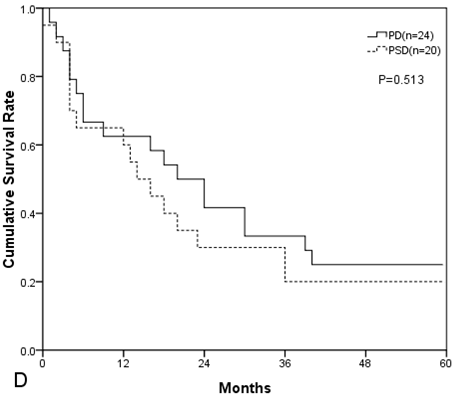 1.0
0.8
0.6
0.4
0.2
0.0
Cumulative Survival Rate
PD(n=24)
PSD(n=20)
P=0.513
0 12 24 36 48 60
Months
D